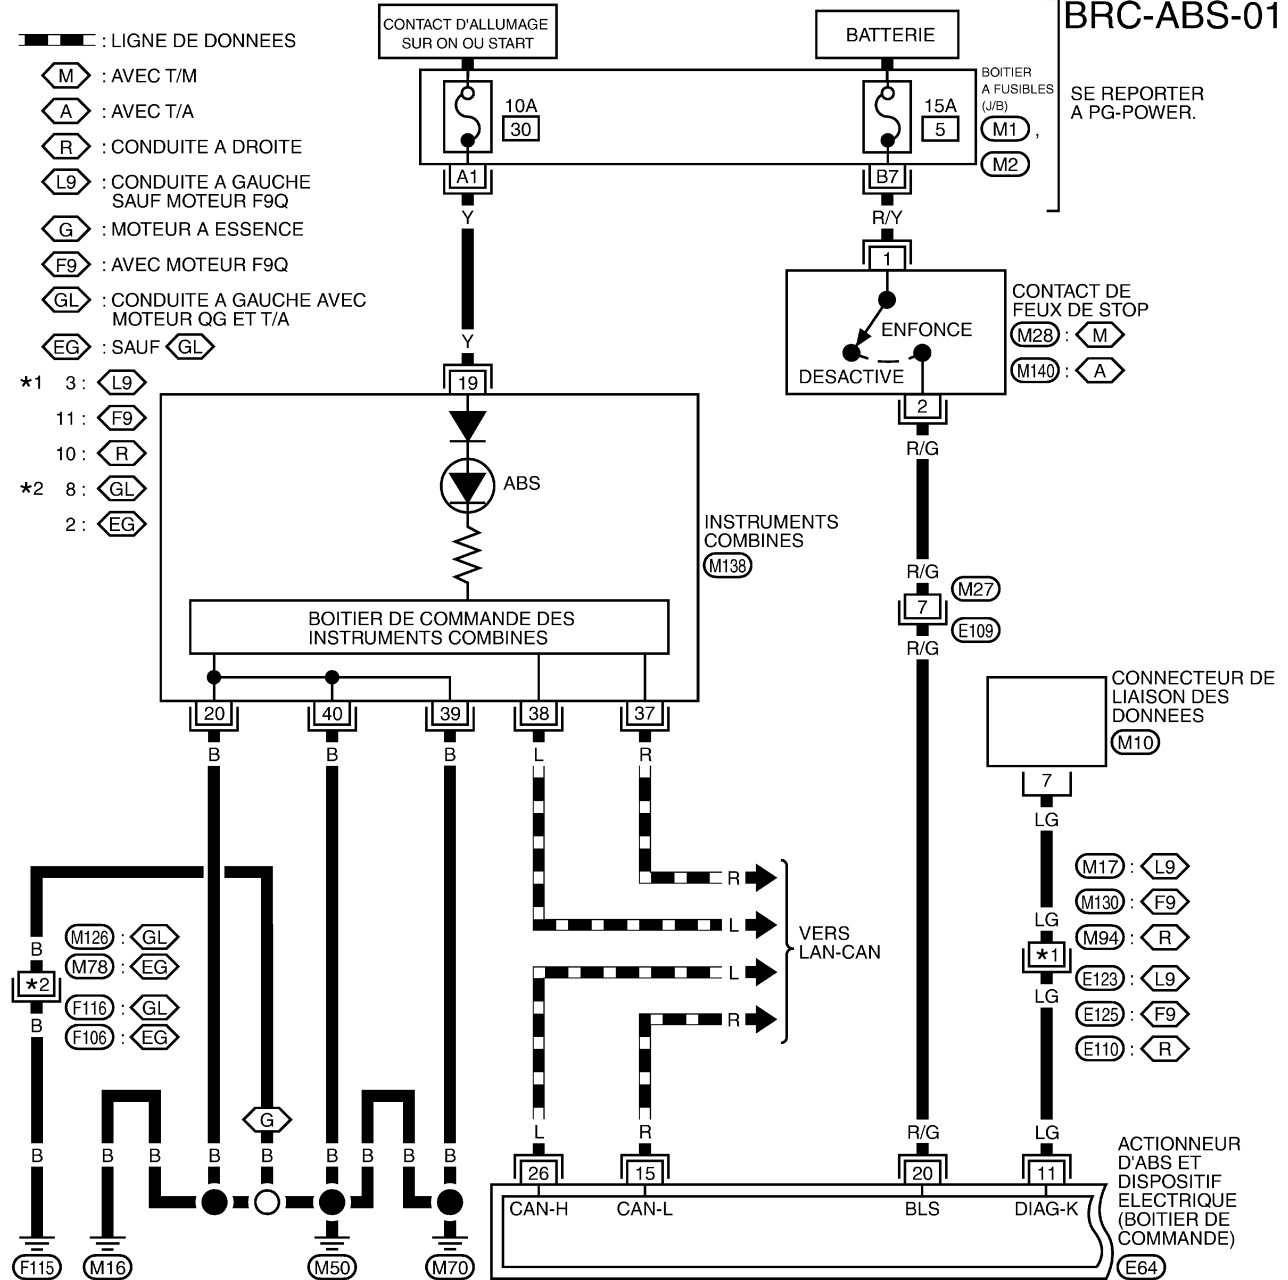 BRC-ABS-01
: LIGNE DE DONNEES
M : AVEC T/M
A : AVEC T/A
R : CONDUITE A DROITE
L9 : CONDUITE A GAUCHE
SAUF MOTEUR F9Q
G : MOTEUR A ESSENCE
F9 : AVEC MOTEUR F9Q
GL : CONDUITE A GAUCHE AVEC
MOTEUR QG ET T/A
EG : SAUF GL
*1 3 : L9
11 : F9
10 : R
*2 8 : GL
2 : EG
CONTACT D'ALLUMAGE
SUR ON OU START
BATTERIE
10A
30
15A
5
BOITIER
A FUSIBLES
(J/B)
M1 ,
M2
SE REPORTER
A PG-POWER.
A1
B7
Y
R/Y
Y
1
CONTACT DE
FEUX DE STOP
M28 : M
M140 : A
ENFONCE
DESACTIVE
2
R/G
19
ABS
INSTRUMENTS
COMBINES
M138
BOITIER DE COMMANDE DES
INSTRUMENTS COMBINES
R/G
7
M27
E109
R/G
20 40 39 38 37
B B B L R
CONNECTEUR DE
LIAISON DES
DONNEES
M10
7
LG
M17 : L9
M130 : F9
M94 : R
LG
*1
LG
E123 : L9
E125 : F9
E110 : R
R
L
L
R
VERS
LAN-CAN
B
*2
B
M126 : GL
M78 : EG
F116 : GL
F106 : EG
G
B B B B B B B B B
L R R/G LG
26 15 20 11
CAN-H CAN-L BLS DIAG-K
ACTIONNEUR
D'ABS ET
DISPOSITIF
ELECTRIQUE
(BOITIER DE
COMMANDE)
E64
F115 M16 M50 M70